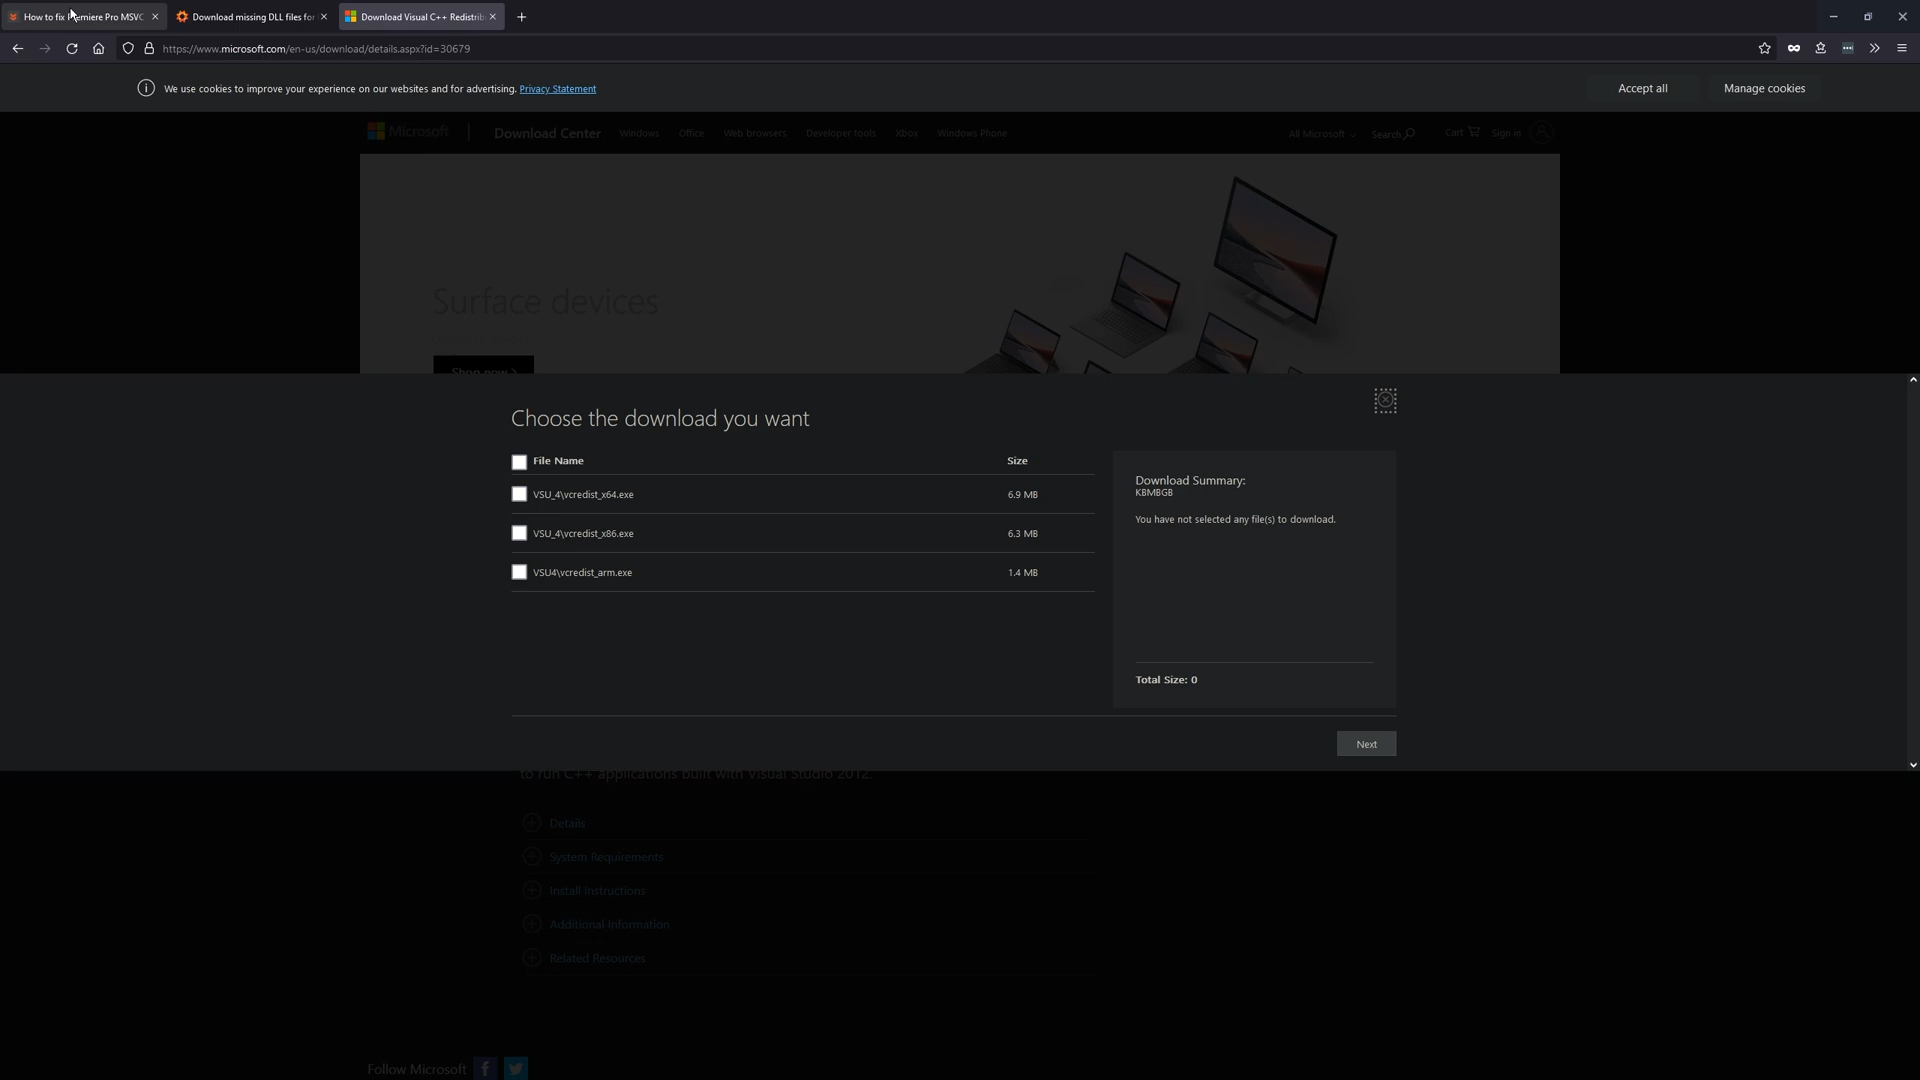 How to fix Premiere Pro MSVC
Download missing DLL files for
Download Visual C++ Redistrib
https://www.microsoft.com/en-us/download/details.aspx?id=30679
We use cookies to improve your experience on our websites and for advertising. Privacy Statement
Accept all
Manage cookies
Microsoft
Download Center
Windows
Office
Web browsers
Developer tools
Xbox
Windows Phone
All Microsoft
Search
Cart
Sign in
Surface devices
Shop now >
Choose the download you want
File Name
Size
VSU_4\vcredist_x64.exe
6.9 MB
VSU_4\vcredist_x86.exe
6.3 MB
VSU4\vcredist_arm.exe
1.4 MB
Download Summary:
KBMBGB
You have not selected any file(s) to download.
Total Size: 0
Next
to run C++ applications built with Visual Studio 2012.
Details
System Requirements
Install Instructions
Additional Information
Related Resources
Follow Microsoft